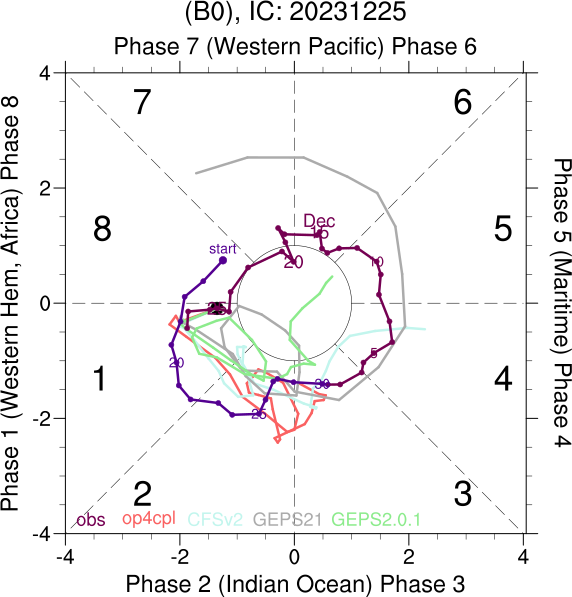 (B0), IC: 20231225
Phase 7 (Western Pacific) Phase 6
Phase 1 (Western Hem, Africa) Phase 8
Phase 5 (Maritime) Phase 4
4
2
0
-2
-4
7
6
8
5
1
4
2
3
start
Dec
15
20
10
5
20
25
30
obs
op4cpl
CFSv2
GEPS21
GEPS2.0.1
-4
-2
0
2
4
Phase 2 (Indian Ocean) Phase 3